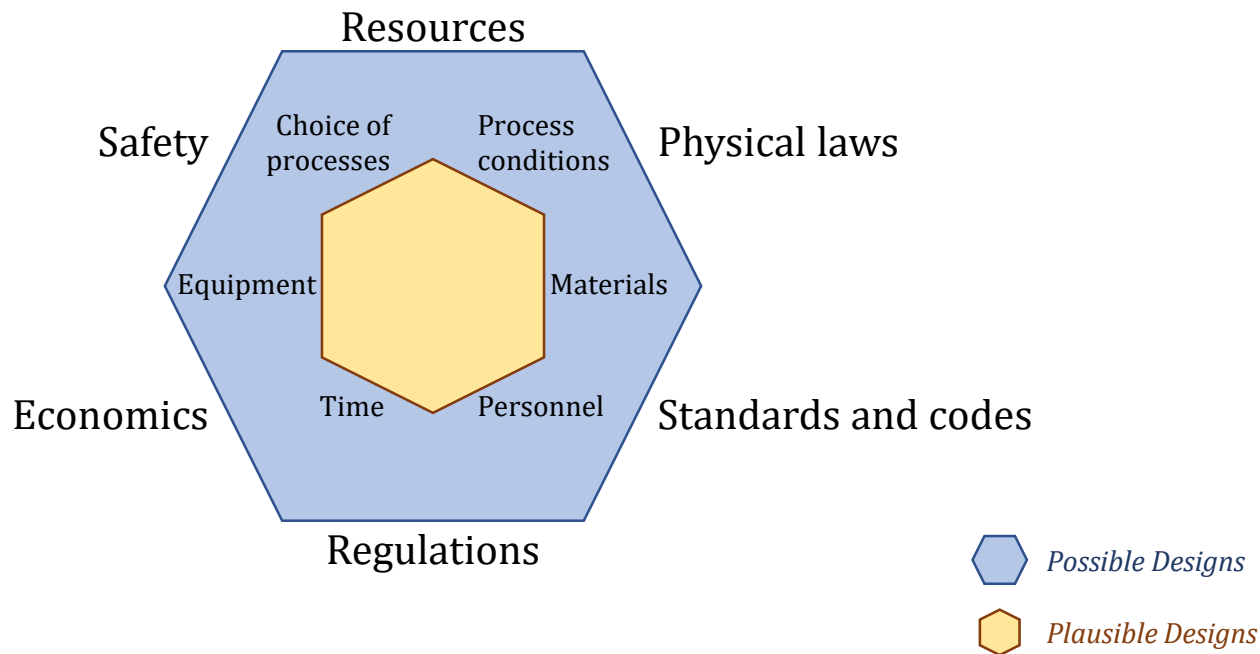 Resources
Safety
Choice of
processes
Process
conditions
Physical laws
Equipment
Materials
Economics
Time
Personnel
Standards and codes
Regulations
Possible Designs
Plausible Designs